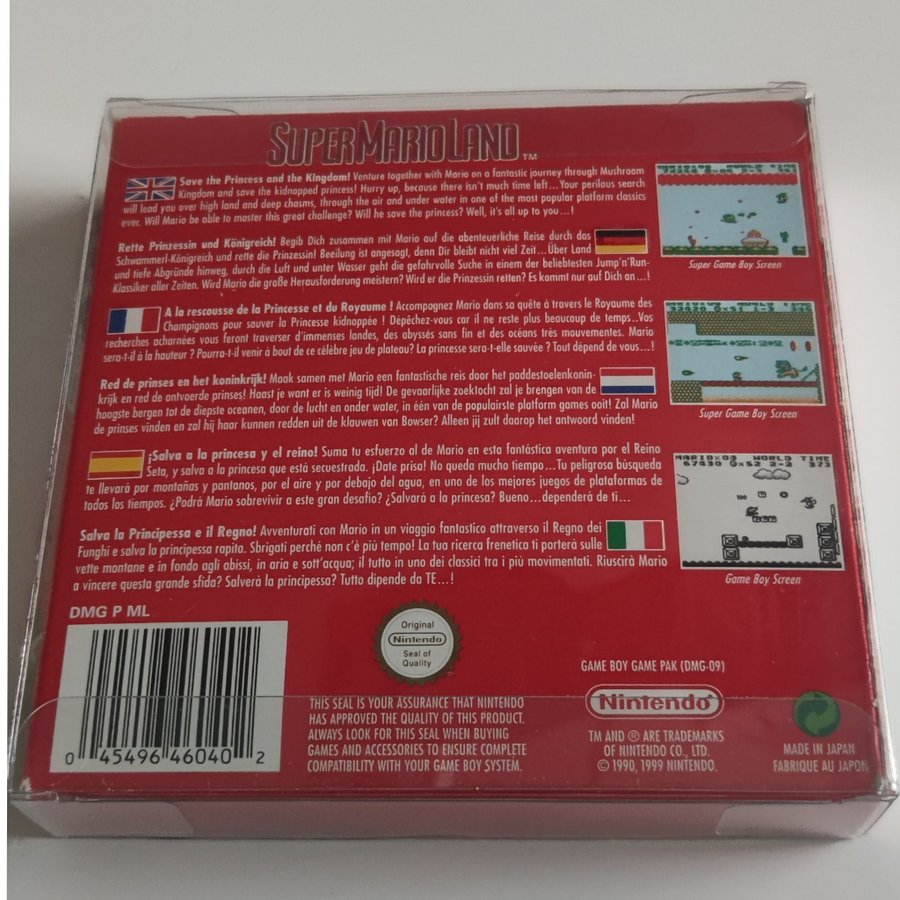 SUPER MARIO LAND™
Save the Princess and the Kingdom! Venture together with Mario on a fantastic journey through Mushroom
Kingdom and save the kidnapped princess! Hurry up, because there isn't much time left...Your perilous search
will lead you over high land and deep chasms, through the air and under water in one of the most popular platform classics
ever. Will Mario be able to master this great challenge? Will he save the princess? Well, it's all up to you...!
Super Game Boy Screen
Rette Prinzessin und Königreich! Begib Dich zusammen mit Mario auf die abenteuerliche Reise durch das
Schwammerl-Königreich und rette die Prinzessin! Beeilung ist angesagt, denn Dir bleibt nicht viel Zeit...Über Land
und tiefe Abgründe hinweg, durch die Luft und unter Wasser geht die gefahrvolle Suche in einem der beliebtesten Jump'n'Run-
Klassiker aller Zeiten. Wird Mario die große Herausforderung meistern? Wird er die Prinzessin retten? Es kommt nur auf Dich an...!
A la rescousse de la Princesse et du Royaume ! Accompagnez Mario dans sa quête à travers le Royaume des
Champignons pour sauver la Princesse kidnappée ! Dépêchez-vous car il ne reste plus beaucoup de temps..Vos
recherches acharnées vous feront traverser d'immenses landes, des abysses sans fin et des océans très mouvementés. Mario
sera-t-il à la hauteur ? Pourra-t-il venir à bout de ce célèbre jeu de plateau? La princesse sera-t-elle sauvée ? Tout dépend de vous...!
Super Game Boy Screen
Red de prinses en het koninkrijk! Maak samen met Mario een fantastische reis door het paddestoelenkonin-
krijk en red de ontvoerde prinses! Haast je want er is weinig tijd! De gevaarlijke zoektocht zal je brengen van de
hoogste bergen tot de diepste oceanen, door de lucht en onder water, in één van de populairste platform games ooit! Zal Mario
de prinses vinden en zal hij haar kunnen redden uit de klauwen van Bowser? Alleen jij zult daarop het antwoord vinden!
¡Salva a la princesa y el reino! Suma tu esfuerzo al de Mario en esta fantástica aventura por el Reino
Seta, y salva a la princesa que está secuestrada. ¡Date prisa! No queda mucho tiempo...Tu peligrosa búsqueda
te llevará por montañas y pantanos, por el aire y por debajo del agua, en uno de los mejores juegos de plataformas de
todos los tiempos. ¿Podrá Mario sobrevivir a este gran desafío? ¿Salvará a la princesa? Bueno...dependerá de ti...
MARIO×03 WORLD TIME
67430 0×52 2-2 373
Game Boy Screen
Salva la Principessa e il Regno! Avventurati con Mario in un viaggio fantastico attraverso il Regno dei
Funghi e salva la principessa rapita. Sbrigati perché non c'è più tempo! La tua ricerca frenetica ti porterà sulle
vette montane e in fondo agli abissi, in aria e sott'acqua; il tutto in uno dei classici tra i più movimentati. Riuscirà Mario
a vincere questa grande sfida? Salverà la principessa? Tutto dipende da TE...!
DMG P ML
0 45496 46040 2
Original
Nintendo
Seal of
Quality
THIS SEAL IS YOUR ASSURANCE THAT NINTENDO
HAS APPROVED THE QUALITY OF THIS PRODUCT.
ALWAYS LOOK FOR THIS SEAL WHEN BUYING
GAMES AND ACCESSORIES TO ENSURE COMPLETE
COMPATIBILITY WITH YOUR GAME BOY SYSTEM.
GAME BOY GAME PAK (DMG-09)
Nintendo®
TM AND ® ARE TRADEMARKS
OF NINTENDO CO., LTD.
© 1990, 1999 NINTENDO.
MADE IN JAPAN
FABRIQUE AU JAPON